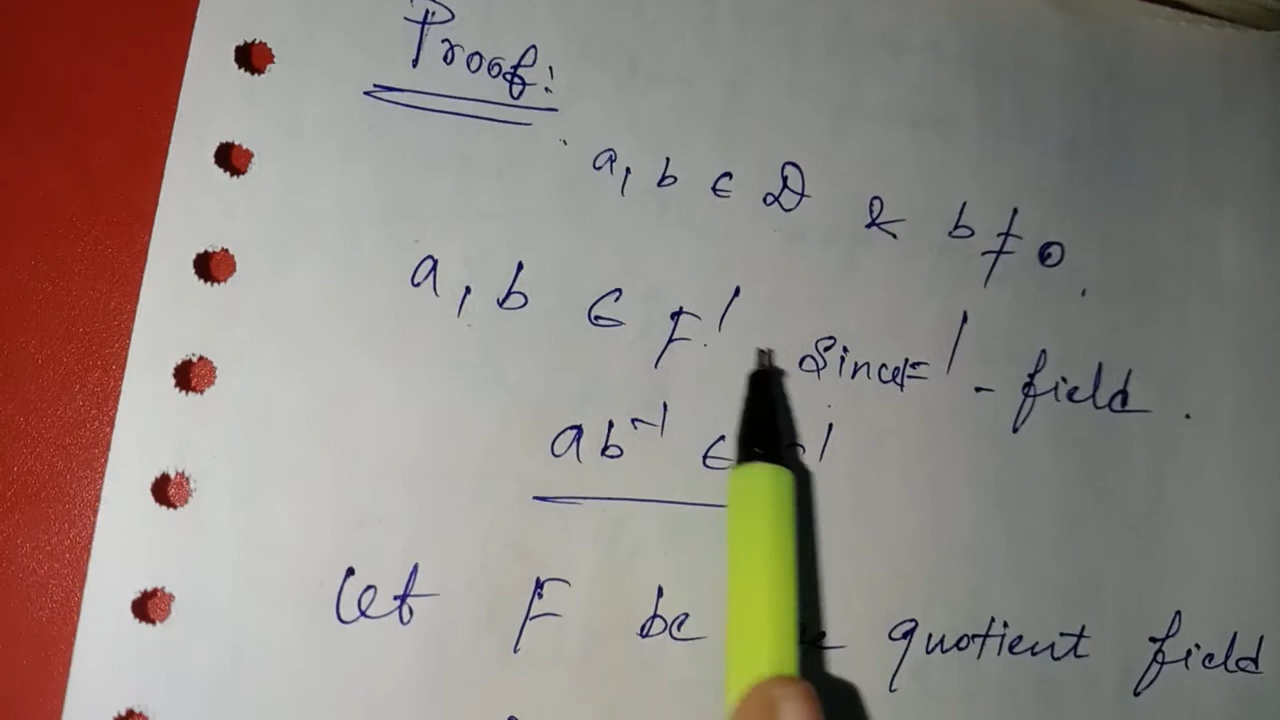 Proof:
a, b ∈ D & b ≠ 0.
a, b ∈ F' Since F' - field.
ab⁻¹ ∈
Let F be quotient field